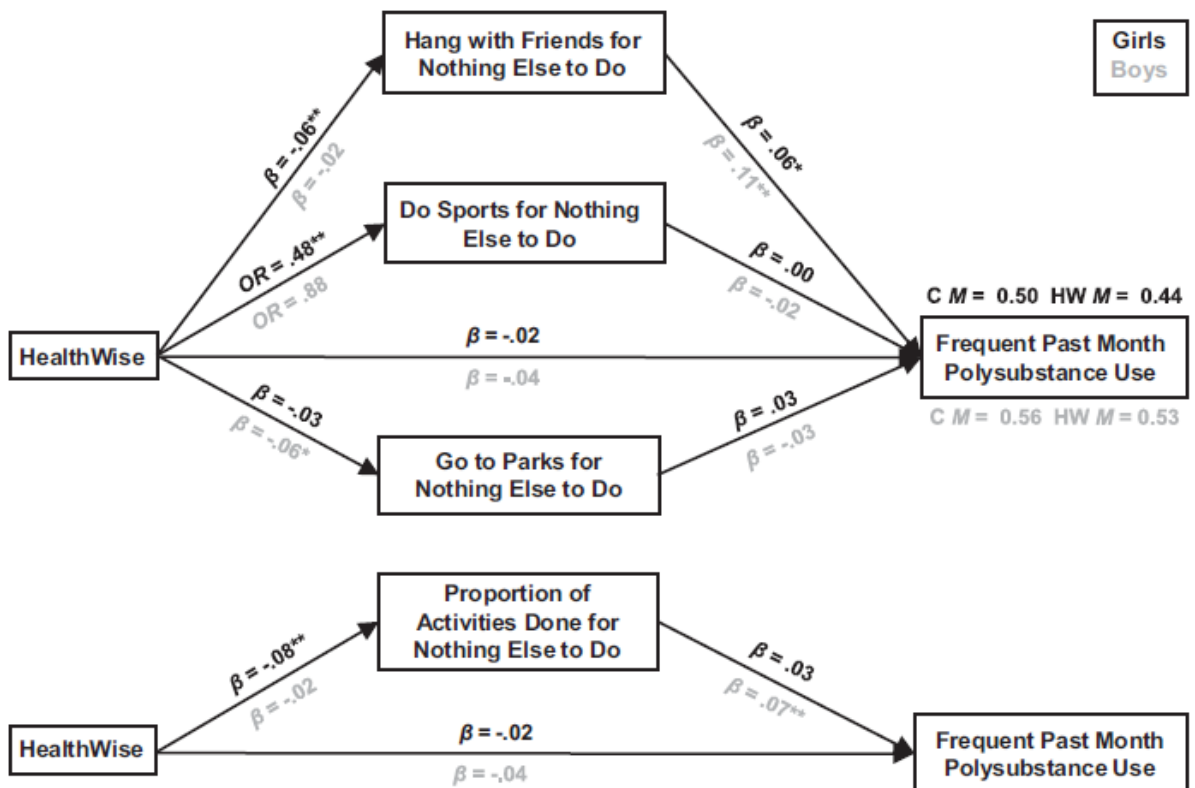 Hang with Friends for
Nothing Else to Do
Girls
Boys
β = -.06**
β = -.02
β = .06*
β = .11**
Do Sports for Nothing
Else to Do
OR = .48**
OR = .88
β = .00
β = -.02
C M = 0.50 HW M = 0.44
HealthWise
β = -.02
β = -.04
Frequent Past Month
Polysubstance Use
C M = 0.56 HW M = 0.53
β = -.03
β = -.06*
β = .03
β = -.03
Go to Parks for
Nothing Else to Do
Proportion of
Activities Done for
Nothing Else to Do
β = -.08**
β = -.02
β = .03
β = .07**
HealthWise
β = -.02
β = -.04
Frequent Past Month
Polysubstance Use